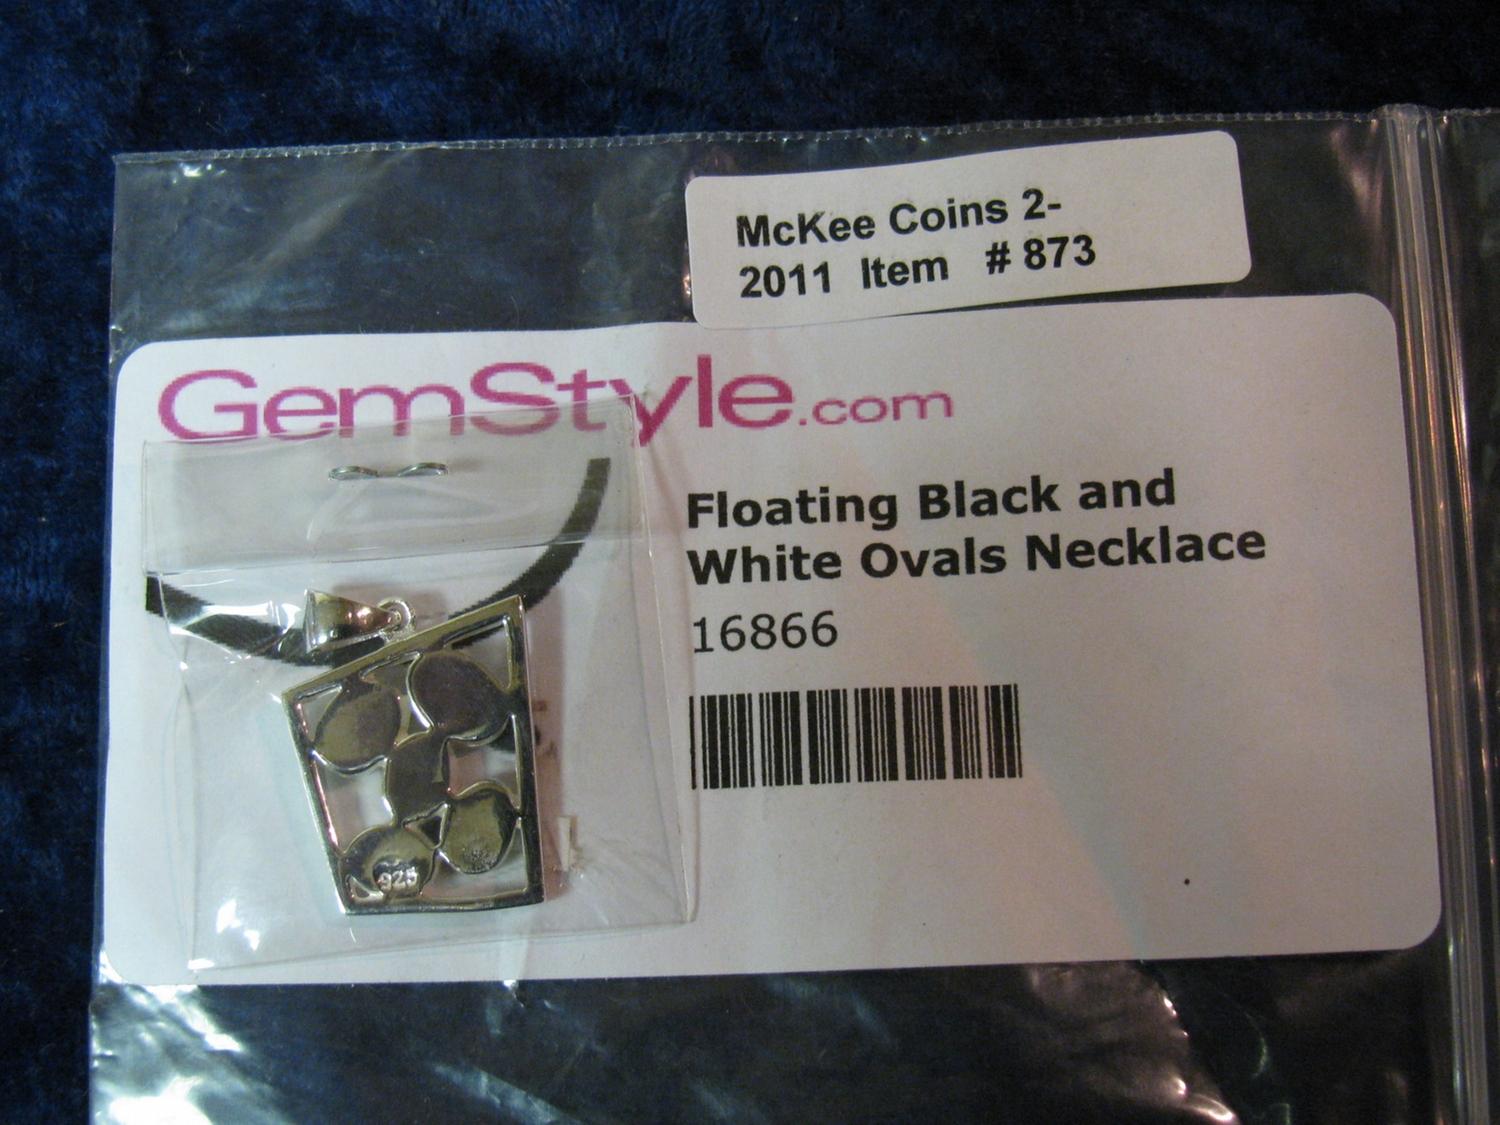 McKee Coins 2-
2011 Item # 873
GemStyle.com
Floating Black and
White Ovals Necklace
16866
925